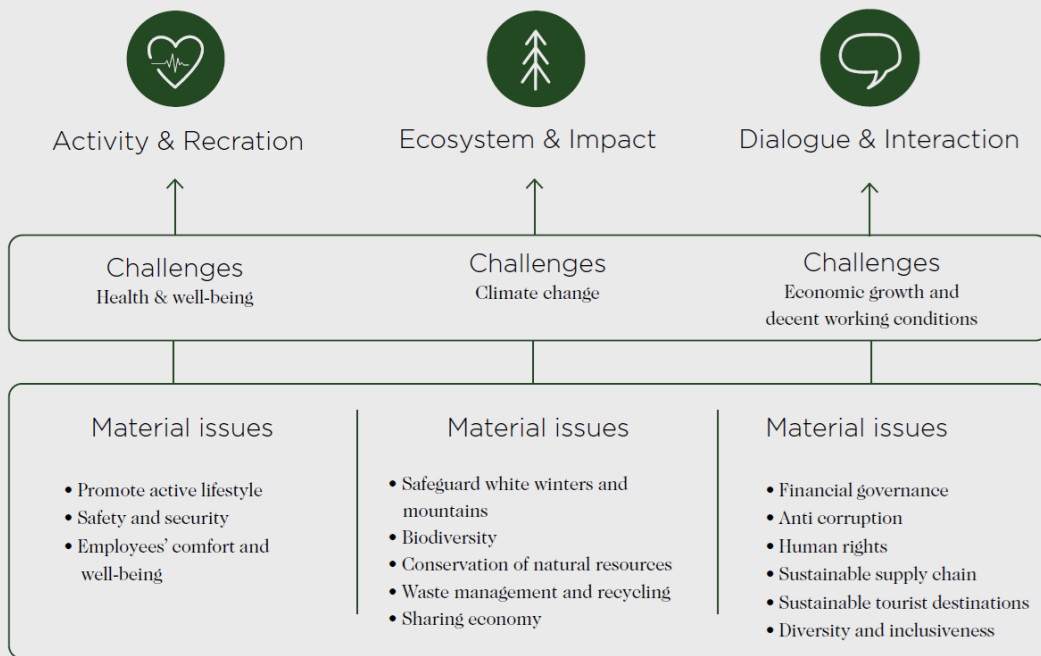 Activity & Recration
Ecosystem & Impact
Dialogue & Interaction
Challenges
Health & well-being
Challenges
Climate change
Challenges
Economic growth and
decent working conditions
Material issues
• Promote active lifestyle
• Safety and security
• Employees’ comfort and
well-being
Material issues
• Safeguard white winters and
mountains
• Biodiversity
• Conservation of natural resources
• Waste management and recycling
• Sharing economy
Material issues
• Financial governance
• Anti corruption
• Human rights
• Sustainable supply chain
• Sustainable tourist destinations
• Diversity and inclusiveness